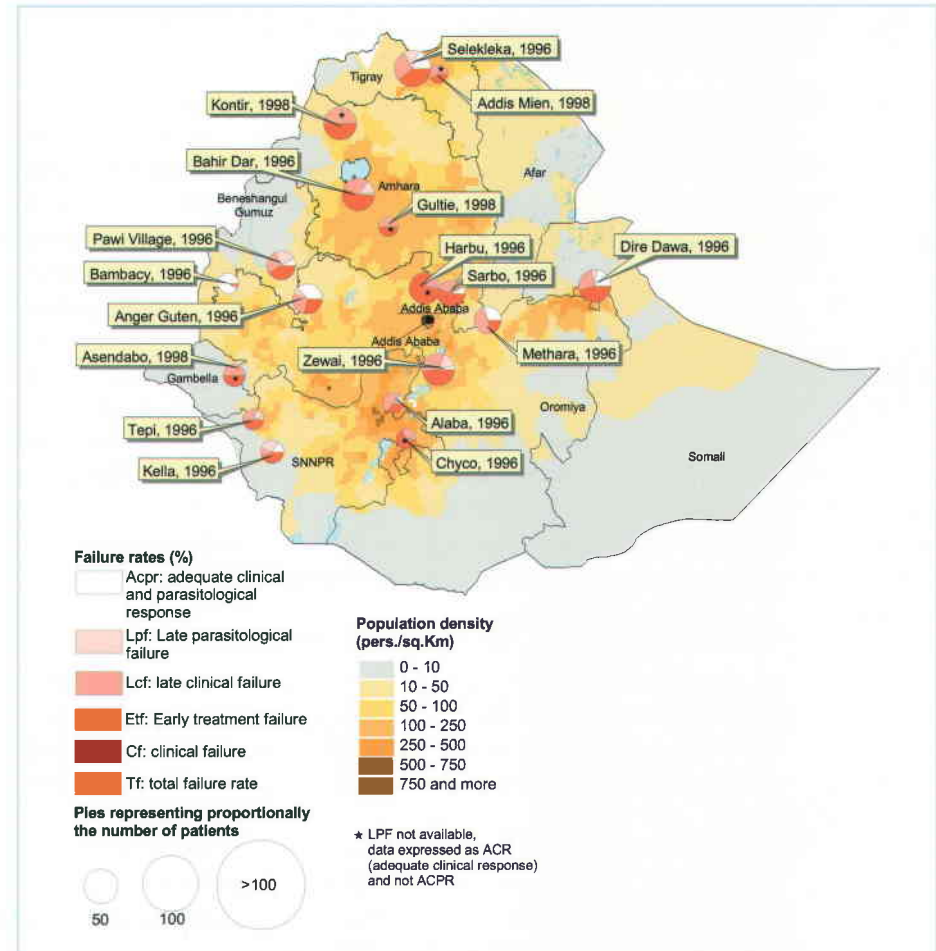 Selekleka, 1996
Tigray
Addis Mien, 1998
Kontir, 1998
Bahir Dar, 1996
Afar
Amhara
Beneshangul
Gumuz
Gultie, 1998
Pawi Village, 1996
Harbu, 1996
Dire Dawa, 1996
Bambacy, 1996
Sarbo, 1996
Addis Ababa
Anger Guten, 1996
Addis Ababa
Asendabo, 1998
Zewai, 1996
Methara, 1996
Gambella
Oromiya
Tepi, 1996
Alaba, 1996
Somali
Kella, 1996
SNNPR
Chyco, 1996
Failure rates (%)
Acpr: adequate clinical
and parasitological
response
Lpf: Late parasitological
failure
Lcf: late clinical failure
Etf: Early treatment failure
Cf: clinical failure
Tf: total failure rate
Pies representing proportionally
the number of patients
50
100
>100
Population density
(pers./sq.Km)
0 - 10
10 - 50
50 - 100
100 - 250
250 - 500
500 - 750
750 and more
★ LPF not available,
data expressed as ACR
(adequate clinical response)
and not ACPR